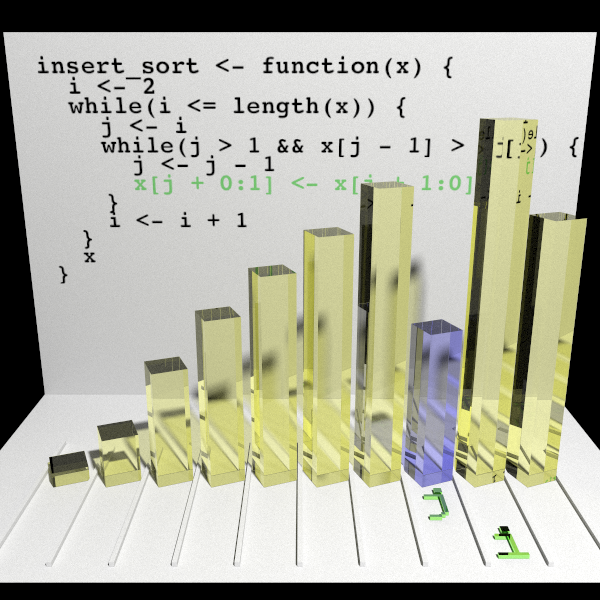 insert_sort <- function(x) {
i <- 2
while(i <= length(x)) {
j <- i
while(j > 1 && x[j - 1] > j[ ) {
j <- j - 1
x[j + 0:1] <- x[j + 1:0]
}
i <- i + 1
}
x
}
j
i